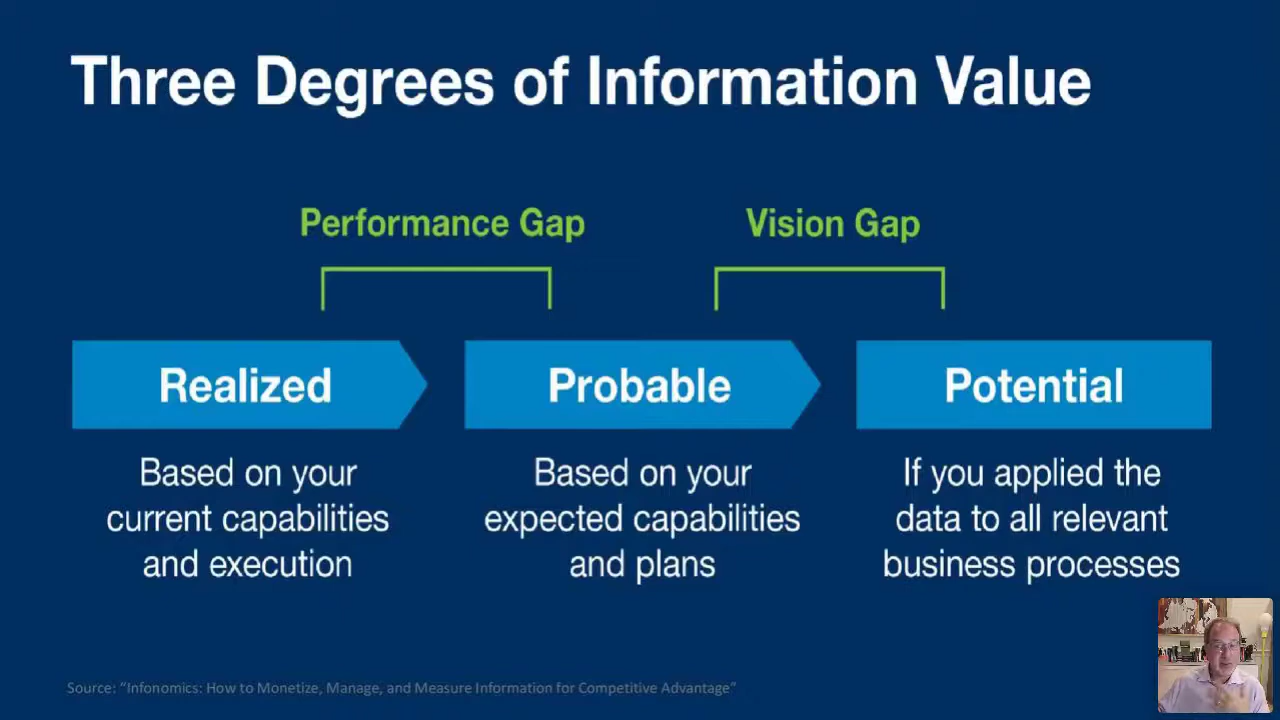 Three Degrees of Information Value
Performance Gap
Vision Gap
Realized
Probable
Potential
Based on your
current capabilities
and execution
Based on your
expected capabilities
and plans
If you applied the
data to all relevant
business processes
Source: “Infonomics: How to Monetize, Manage, and Measure Information for Competitive Advantage”